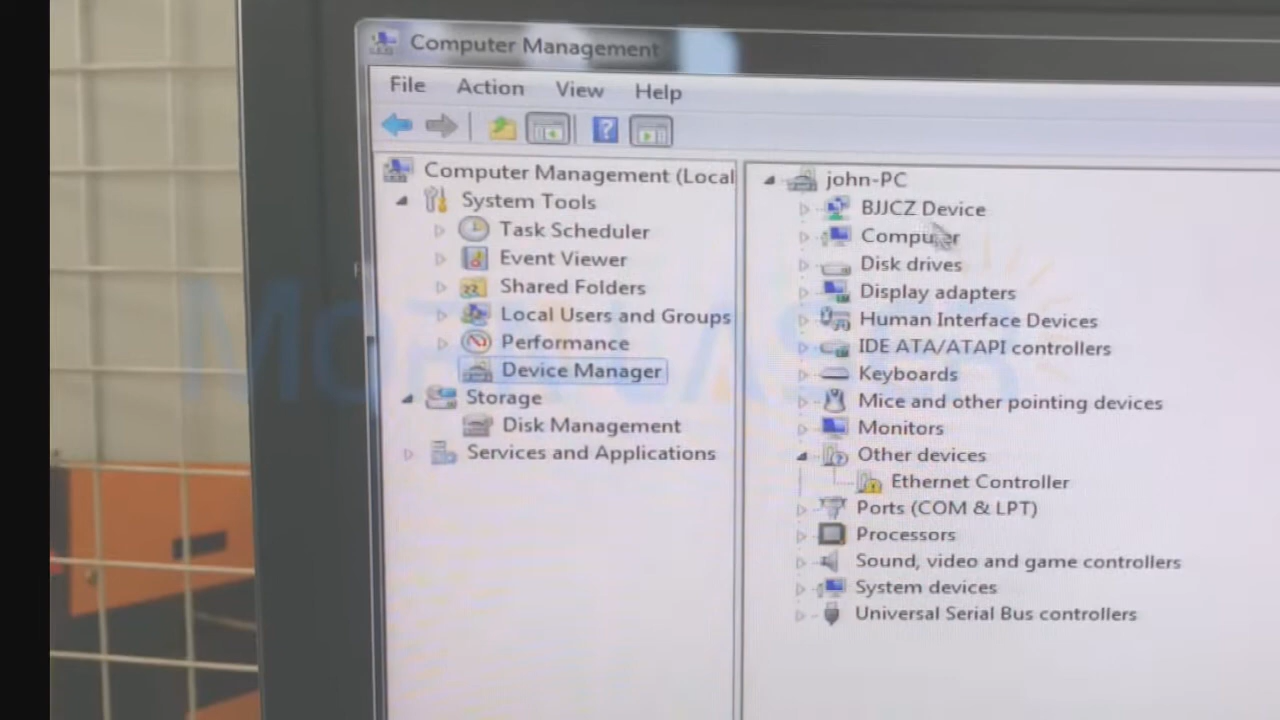 Computer Management
File Action View Help
Computer Management (Local
System Tools
Task Scheduler
Event Viewer
Shared Folders
Local Users and Groups
Performance
Device Manager
Storage
Disk Management
Services and Applications
john-PC
BJJCZ Device
Computer
Disk drives
Display adapters
Human Interface Devices
IDE ATA/ATAPI controllers
Keyboards
Mice and other pointing devices
Monitors
Other devices
Ethernet Controller
Ports (COM & LPT)
Processors
Sound, video and game controllers
System devices
Universal Serial Bus controllers